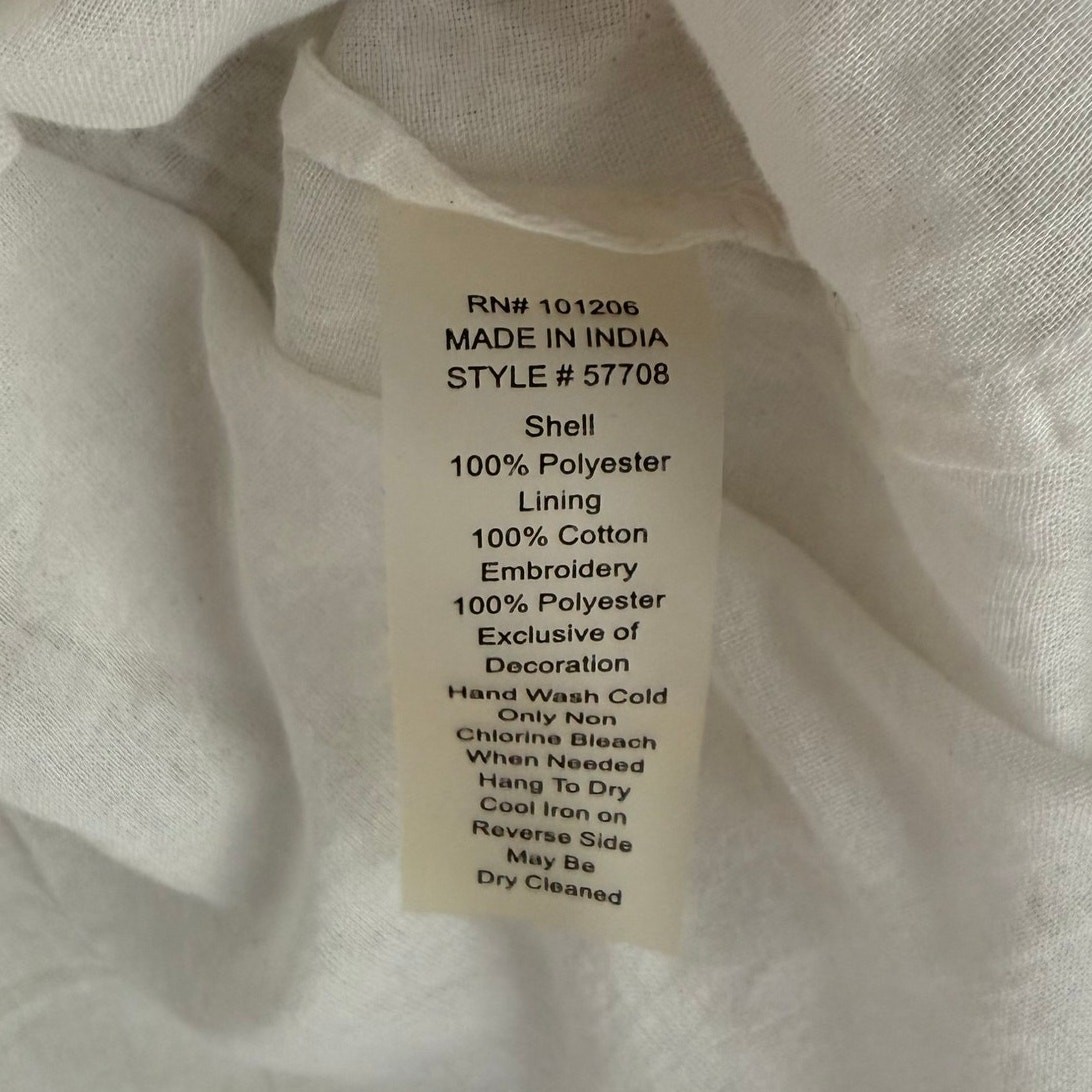 RN# 101206
MADE IN INDIA
STYLE # 57708
Shell
100% Polyester
Lining
100% Cotton
Embroidery
100% Polyester
Exclusive of
Decoration
Hand Wash Cold
Only Non
Chlorine Bleach
When Needed
Hang To Dry
Cool Iron on
Reverse Side
May Be
Dry Cleaned